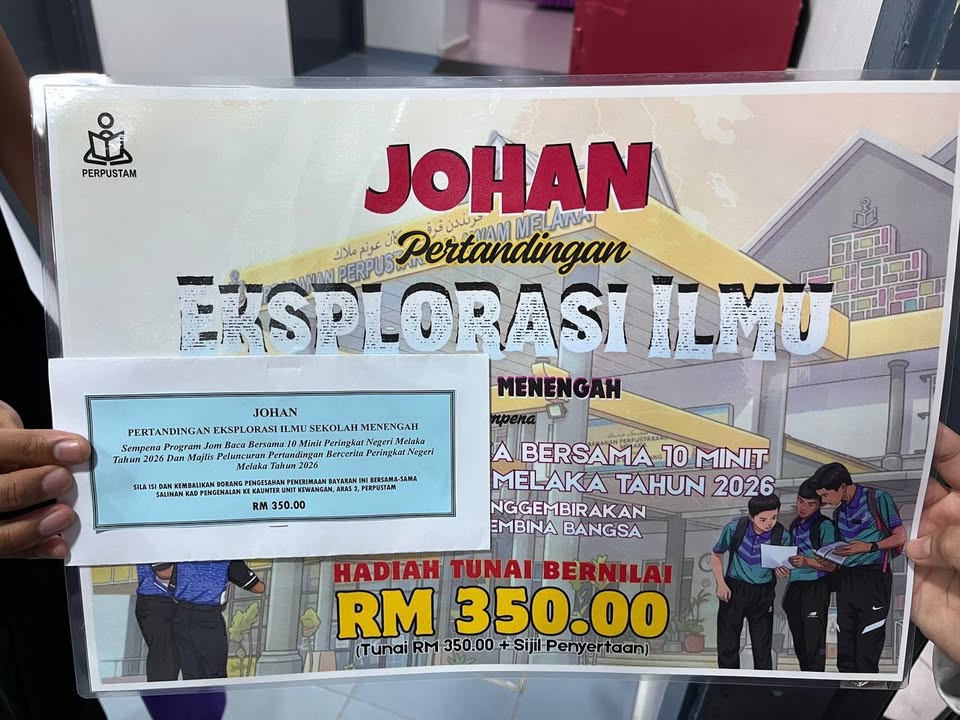 PERPUSTAM
JOHAN
Pertandingan
EKSPLORASI ILMU
MENENGAH
A BERSAMA 10 MINIT
MELAKA TAHUN 2026
NGGEMBIRAKAN
EMBINA BANGSA
HADIAH TUNAI BERNILAI
RM 350.00
(Tunai RM 350.00 + Sijil Penyertaan)
JOHAN
PERTANDINGAN EKSPLORASI ILMU SEKOLAH MENENGAH
Sempena Program Jom Baca Bersama 10 Minit Peringkat Negeri Melaka
Tahun 2026 Dan Majlis Peluncuran Pertandingan Bercerita Peringkat Negeri
Melaka Tahun 2026
SILA ISI DAN KEMBALIKAN BORANG PENGESAHAN PENERIMAAN BAYARAN INI BERSAMA-SAMA
SALINAN KAD PENGENALAN KE KAUNTER UNIT KEWANGAN, ARAS 3, PERPUSTAM
RM 350.00